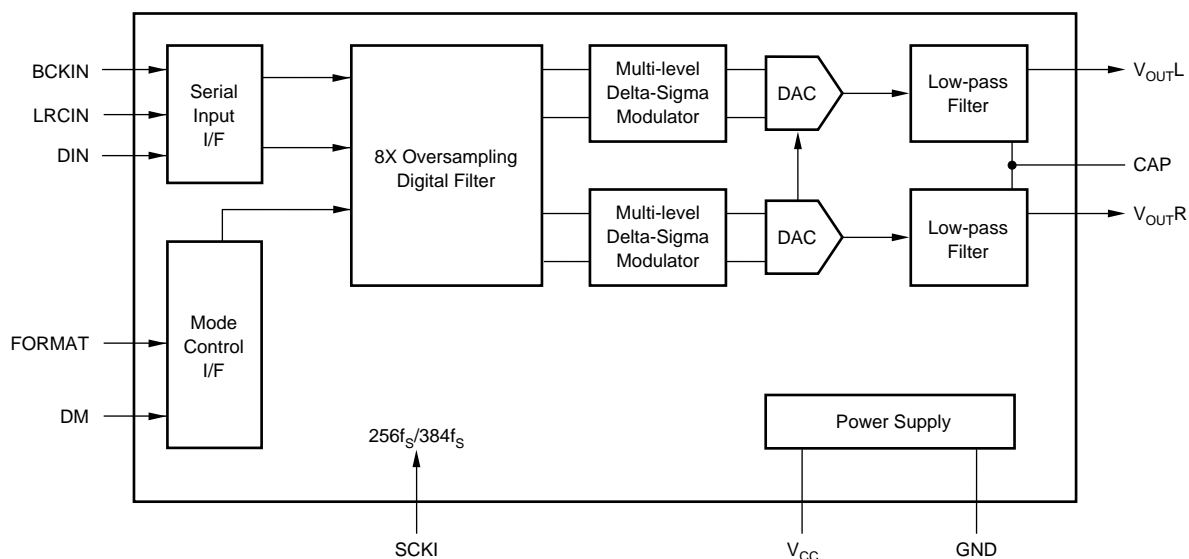 BCKIN
LRCIN
DIN
Serial
Input
I/F
8X Oversampling
Digital Filter
Multi-level
Delta-Sigma
Modulator
DAC
Low-pass
Filter
VOUTL
CAP
Multi-level
Delta-Sigma
Modulator
DAC
Low-pass
Filter
VOUTR
FORMAT
DM
Mode
Control
I/F
256fS/384fS
Power Supply
SCKI
VCC
GND